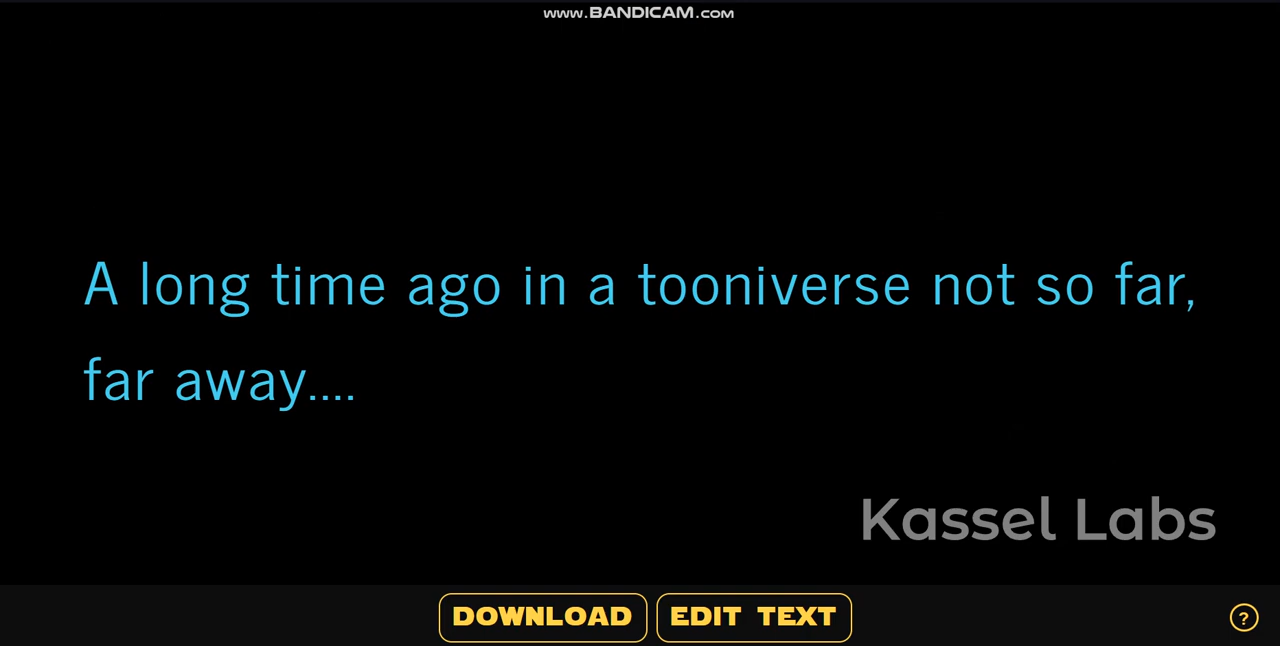 www.BANDICAM.com
A long time ago in a tooniverse not so far,
far away....
Kassel Labs
DOWNLOAD
EDIT TEXT
?